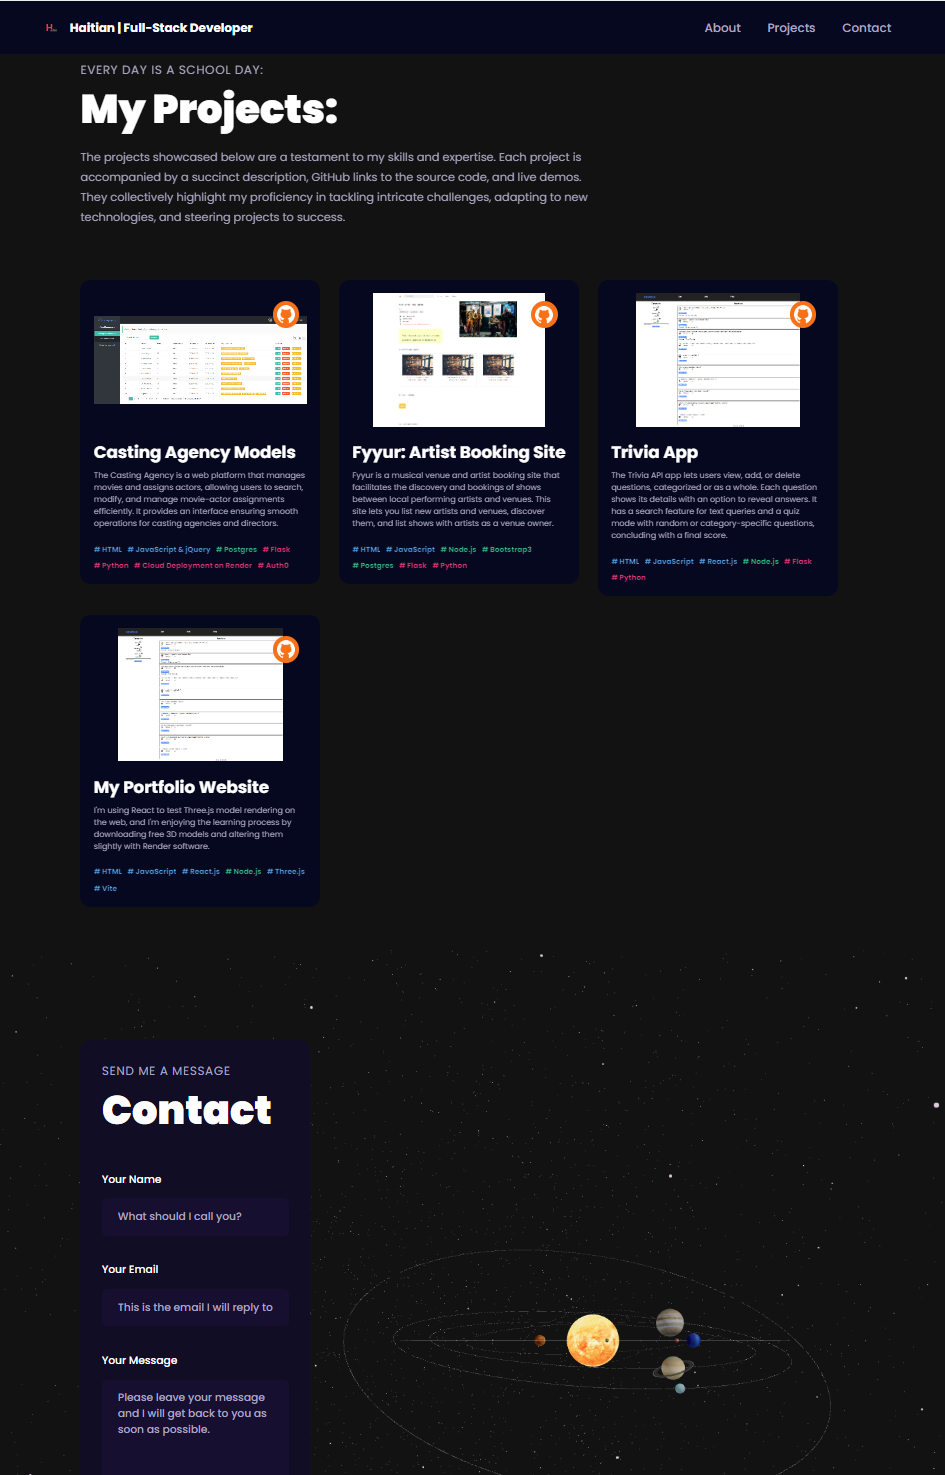 Haitian | Full-Stack Developer
About Projects Contact
EVERY DAY IS A SCHOOL DAY:
My Projects:
The projects showcased below are a testament to my skills and expertise. Each project is
accompanied by a succinct description, GitHub links to the source code, and live demos.
They collectively highlight my proficiency in tackling intricate challenges, adapting to new
technologies, and steering projects to success.
Casting Agency Models
The Casting Agency is a web platform that manages
movies and assigns actors, allowing users to search,
modify, and manage movie-actor assignments
efficiently. It provides an interface ensuring smooth
operations for casting agencies and directors.
# HTML # JavaScript & jQuery # Postgres # Flask
# Python # Cloud Deployment on Render # Auth0
Fyyur: Artist Booking Site
Fyyur is a musical venue and artist booking site that
facilitates the discovery and bookings of shows
between local performing artists and venues. This
site lets you list new artists and venues, discover
them, and list shows with artists as a venue owner.
# HTML # JavaScript # Node.js # Bootstrap3
# Postgres # Flask # Python
Trivia App
The Trivia API app lets users view, add, or delete
questions, categorized or as a whole. Each question
shows its details with an option to reveal answers. It
has a search feature for text queries and a quiz
mode with random or category-specific questions,
concluding with a final score.
# HTML # JavaScript # React.js # Node.js # Flask
# Python
My Portfolio Website
I'm using React to test Three.js model rendering on
the web, and I'm enjoying the learning process by
downloading free 3D models and altering them
slightly with Render software.
# HTML # JavaScript # React.js # Node.js # Three.js
# Vite
SEND ME A MESSAGE
Contact
Your Name
What should I call you?
Your Email
This is the email I will reply to
Your Message
Please leave your message
and I will get back to you as
soon as possible.